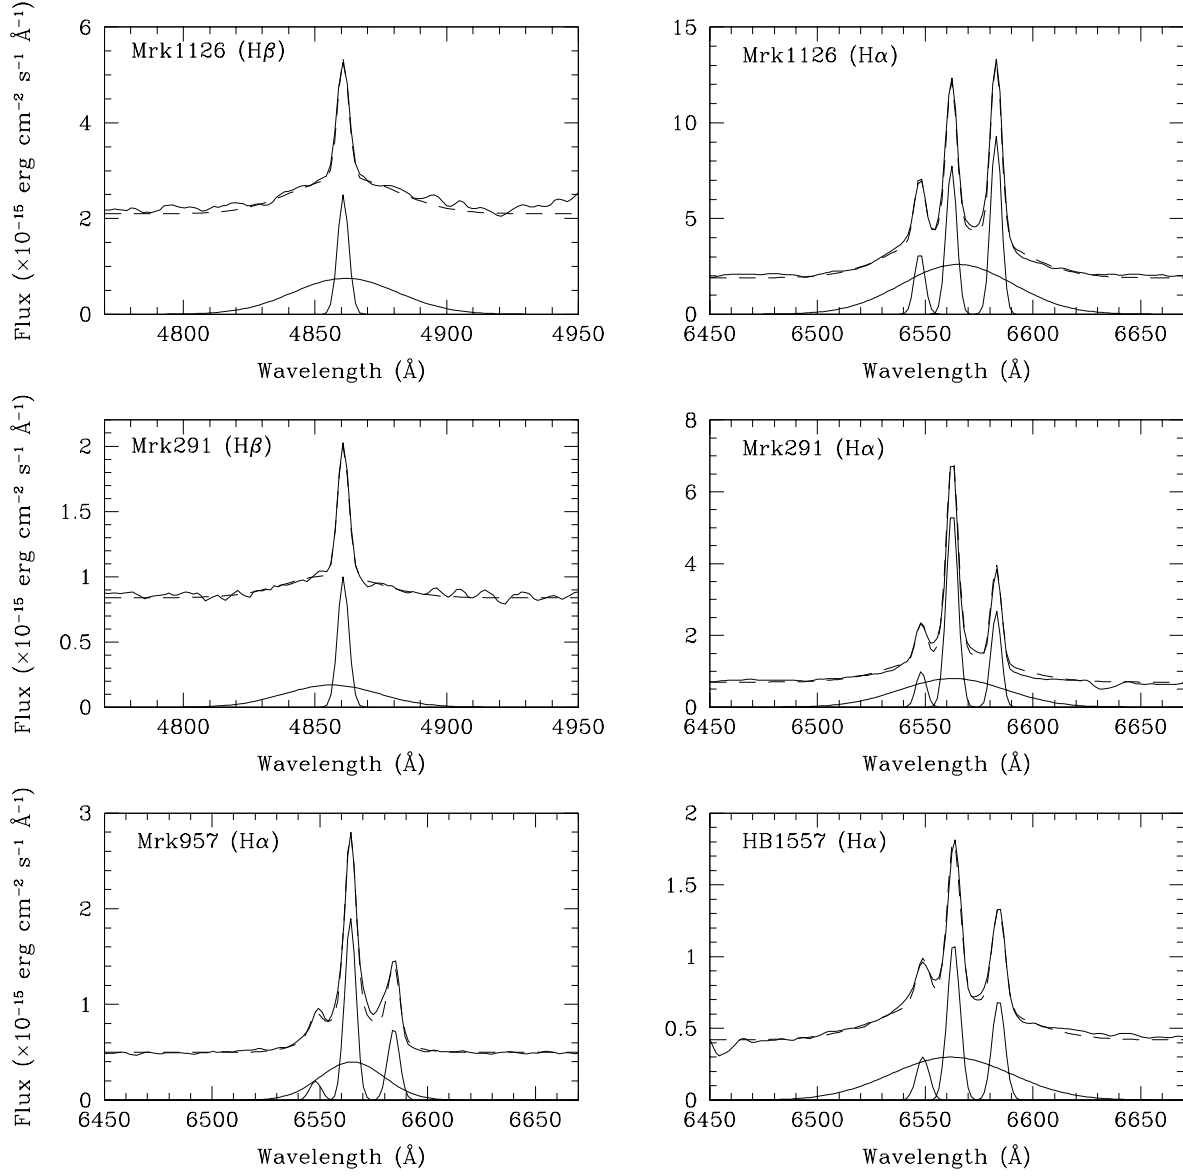 Mrk1126 (Hβ)
Flux (×10⁻¹⁵ erg cm⁻² s⁻¹ Å⁻¹)
6
4
2
0
4800 4850 4900 4950
Wavelength (Å)
Mrk1126 (Hα)
15
10
5
0
6450 6500 6550 6600 6650
Wavelength (Å)
Mrk291 (Hβ)
Flux (×10⁻¹⁵ erg cm⁻² s⁻¹ Å⁻¹)
2
1.5
1
0.5
0
4800 4850 4900 4950
Wavelength (Å)
Mrk291 (Hα)
8
6
4
2
0
6450 6500 6550 6600 6650
Wavelength (Å)
Mrk957 (Hα)
Flux (×10⁻¹⁵ erg cm⁻² s⁻¹ Å⁻¹)
3
2
1
0
6450 6500 6550 6600 6650
Wavelength (Å)
HB1557 (Hα)
2
1.5
1
0.5
0
6450 6500 6550 6600 6650
Wavelength (Å)